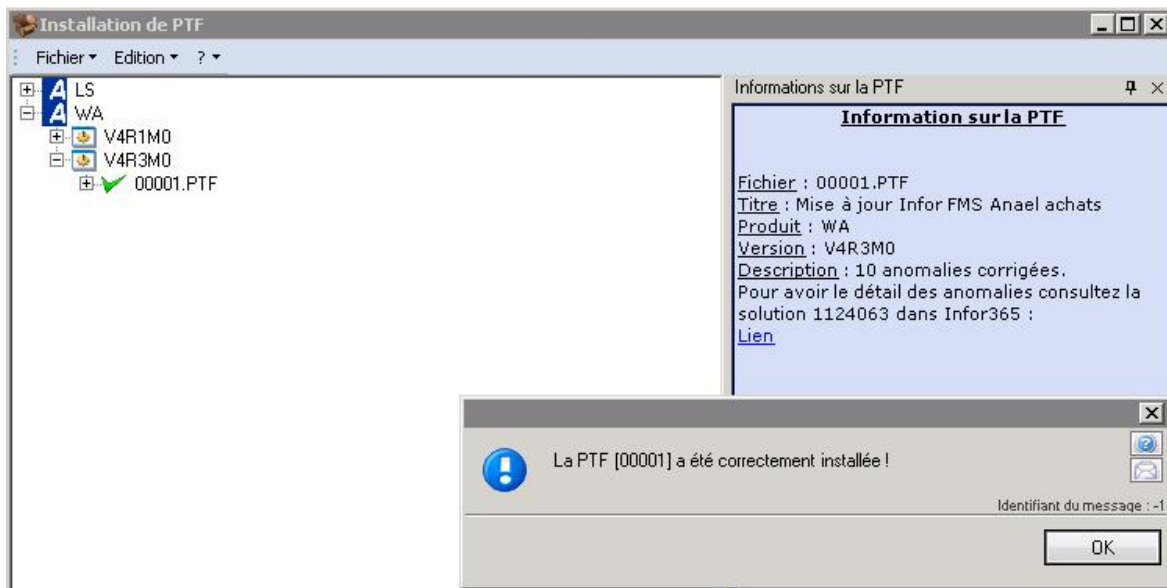 Installation de PTF
Fichier Edition ?
LS
WA
V4R1M0
V4R3M0
00001.PTF
Informations sur la PTF
Information sur la PTF
Fichier : 00001.PTF
Titre : Mise à jour Infor FMS Anael achats
Produit : WA
Version : V4R3M0
Description : 10 anomalies corrigées.
Pour avoir le détail des anomalies consultez la
solution 1124063 dans Infor365 :
Lien
La PTF [00001] a été correctement installée !
Identifiant du message : -1
OK